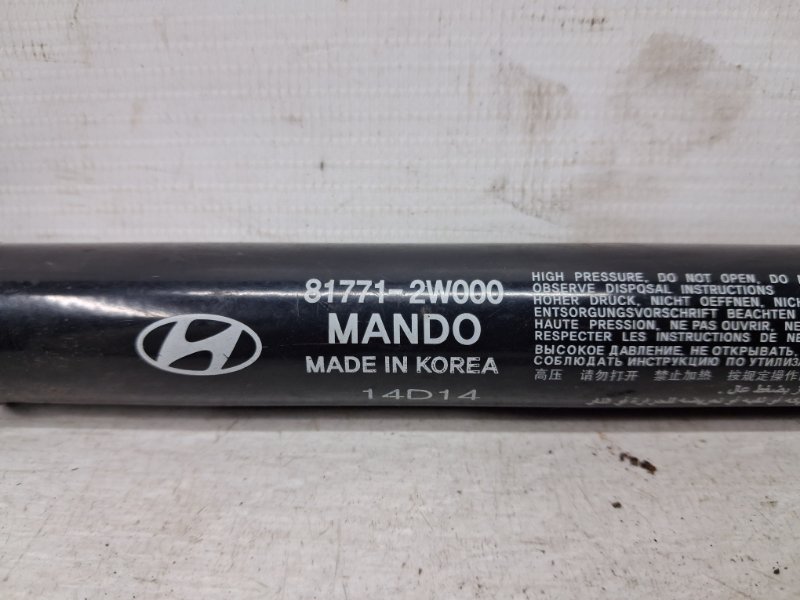 81771-2W000
MANDO
MADE IN KOREA
14D14
HIGH PRESSURE, DO NOT OPEN, DO
OBSERVE DISPOSAL INSTRUCTIONS
HOHER DRUCK, NICHT OEFFNEN, NICH
ENTSORGUNGSVORSCHRIFT BEACHTEN
HAUTE PRESSION, NE PAS OUVRIR, NE
RESPECTER LES INSTRUCTIONS DE NE
ВЫСОКОЕ ДАВЛЕНИЕ, НЕ ОТКРЫВАТЬ,
СОБЛЮДАТЬ ИНСТРУКЦИЮ ПО УТИЛИЗА
高压 请勿打开 禁止加热 按规定操作